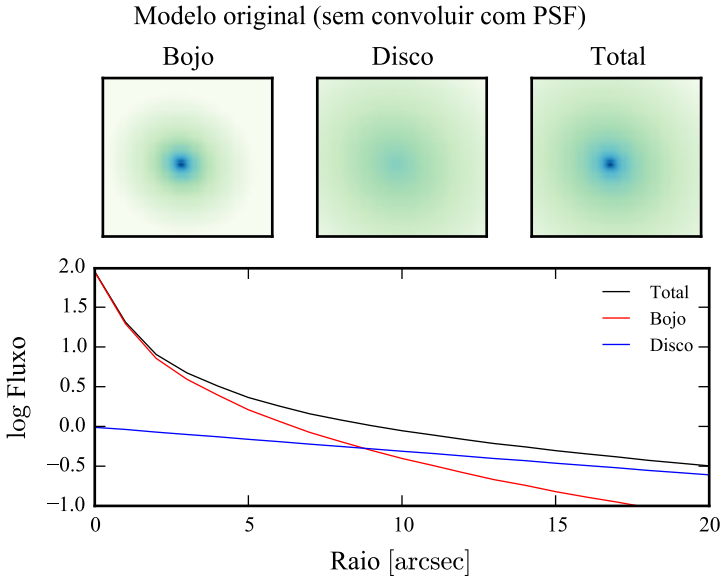 Modelo original (sem convoluir com PSF)
Bojo Disco Total
2.0
1.5
1.0
0.5
0.0
−0.5
−1.0
log Fluxo
Total
Bojo
Disco
0 5 10 15 20
Raio [arcsec]